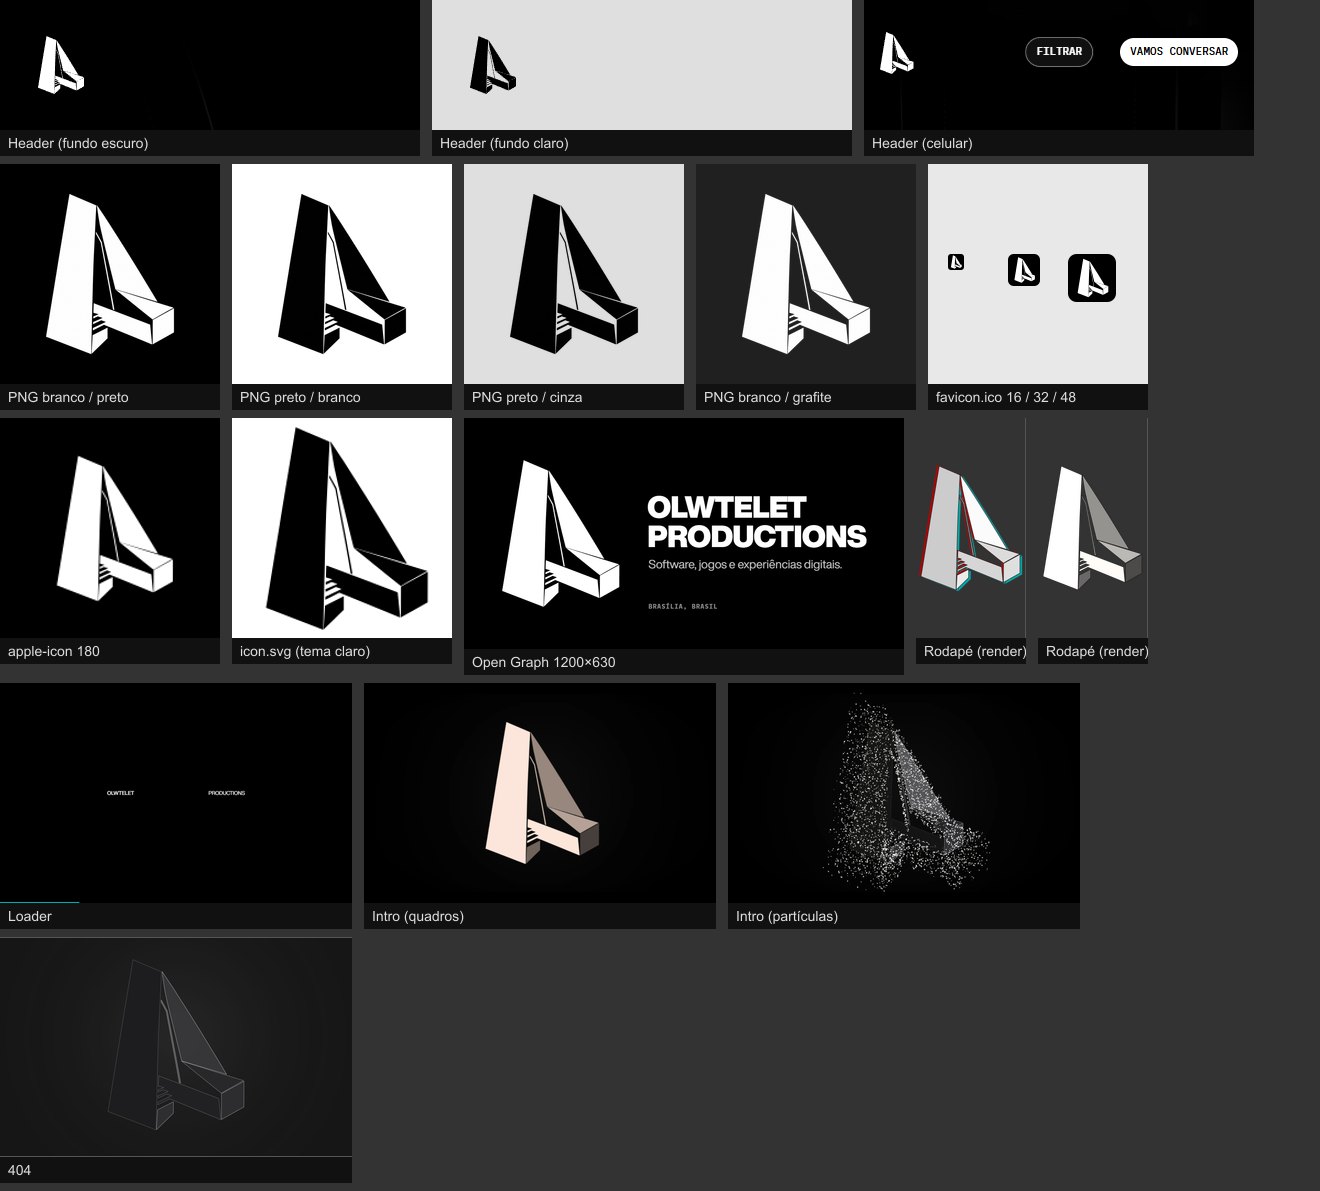 FILTRAR
VAMOS CONVERSAR
Header (fundo escuro)
Header (fundo claro)
Header (celular)
PNG branco / preto
PNG preto / branco
PNG preto / cinza
PNG branco / grafite
favicon.ico 16 / 32 / 48
OLWTELET
PRODUCTIONS
Software, jogos e experiências digitais.
BRASÍLIA, BRASIL
apple-icon 180
icon.svg (tema claro)
Open Graph 1200×630
Rodapé (render)
Rodapé (render)
OLWTELET
PRODUCTIONS
Loader
Intro (quadros)
Intro (partículas)
404